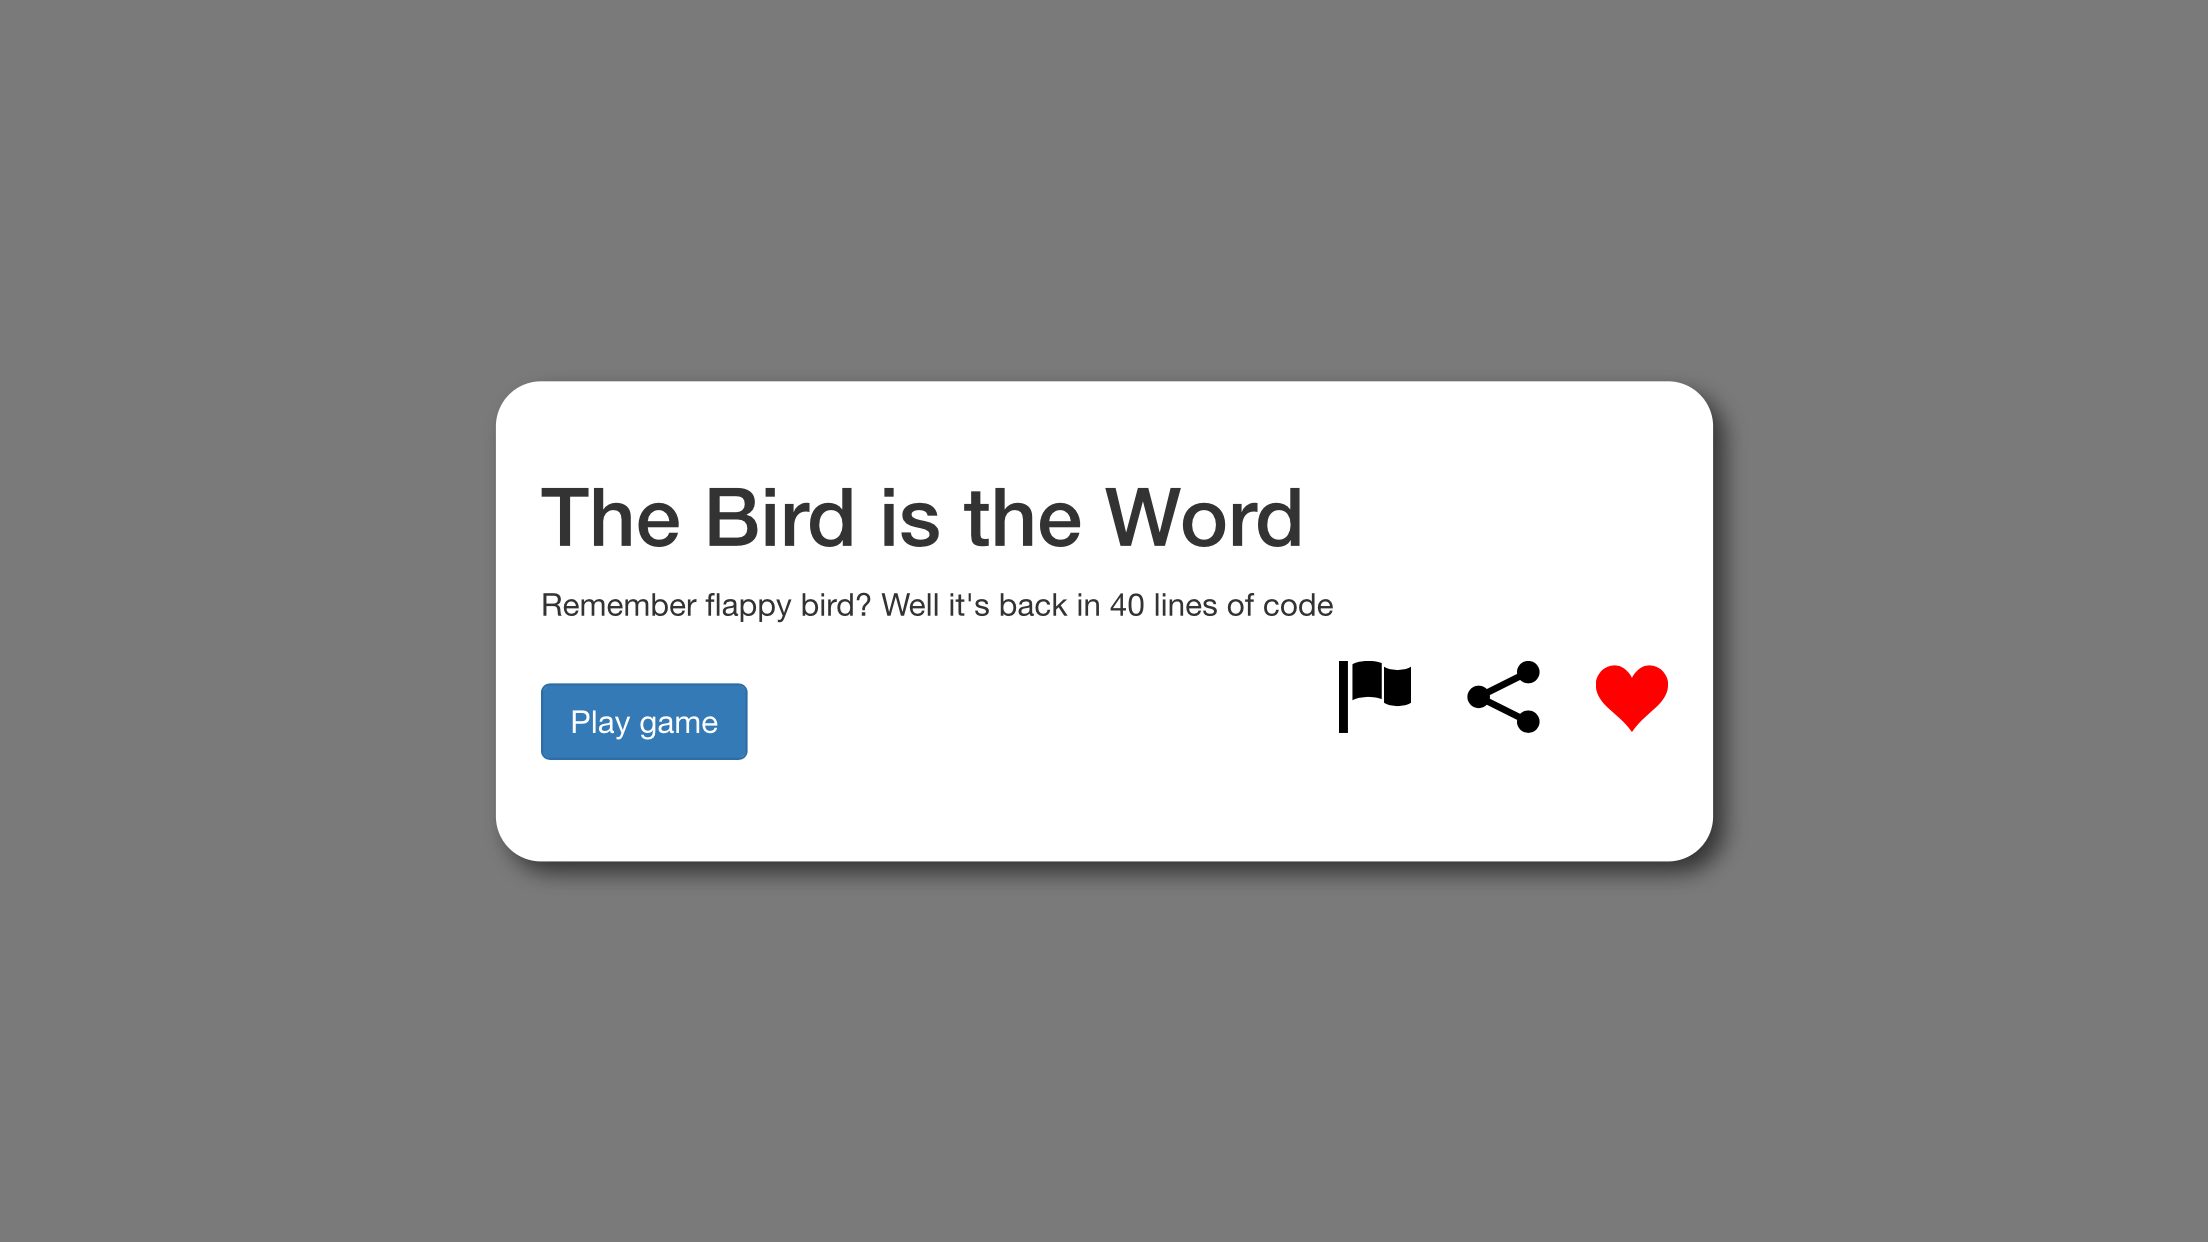 The Bird is the Word
Remember flappy bird? Well it's back in 40 lines of code
Play game